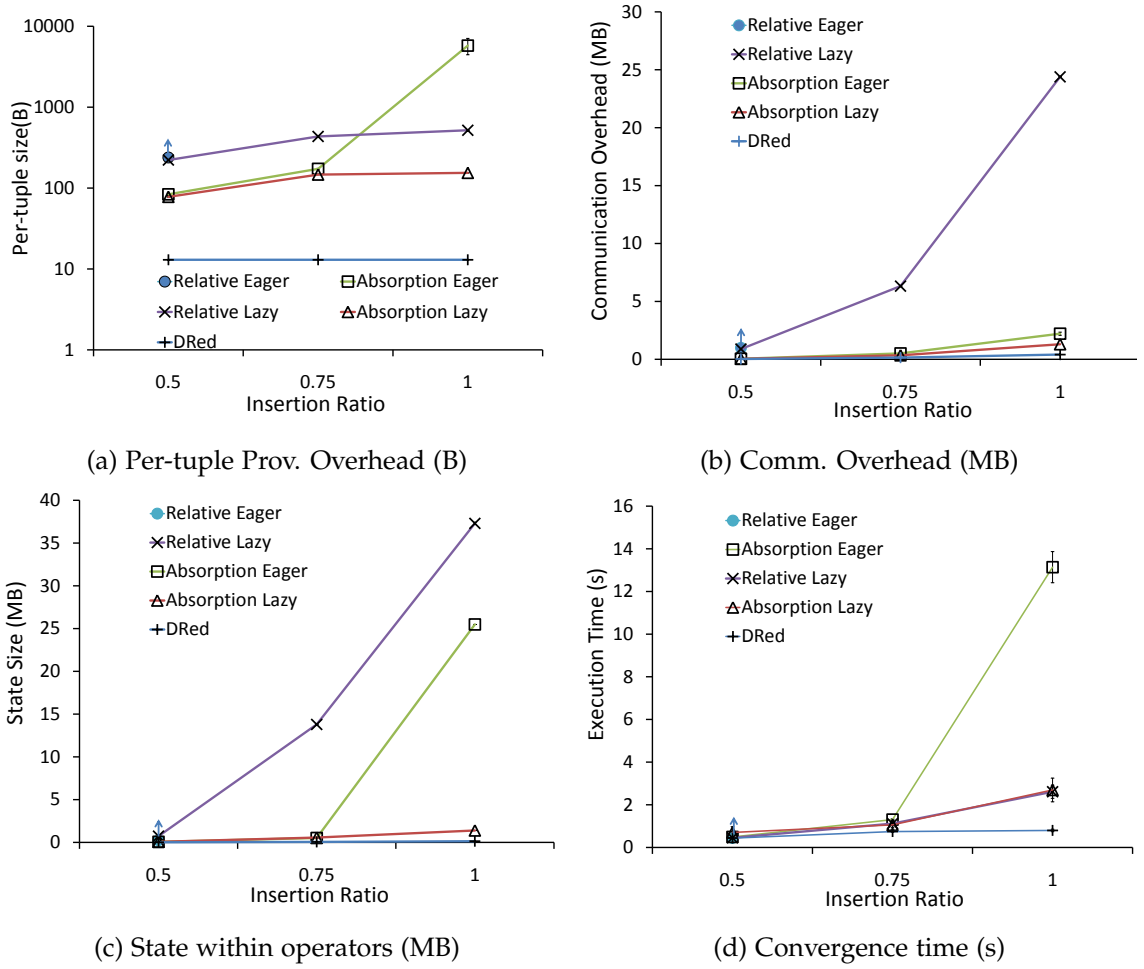 10000
1000
100
10
1
Per-tuple size(B)
Relative Eager
Absorption Eager
Relative Lazy
Absorption Lazy
DRed
0.5
0.75
1
Insertion Ratio
(a) Per-tuple Prov. Overhead (B)
30
25
20
15
10
5
0
Communication Overhead (MB)
Relative Eager
Relative Lazy
Absorption Eager
Absorption Lazy
DRed
0.5
0.75
1
Insertion Ratio
(b) Comm. Overhead (MB)
40
35
30
25
20
15
10
5
0
State Size (MB)
Relative Eager
Relative Lazy
Absorption Eager
Absorption Lazy
DRed
0.5
0.75
1
Insertion Ratio
(c) State within operators (MB)
16
14
12
10
8
6
4
2
0
Execution Time (s)
Relative Eager
Absorption Eager
Relative Lazy
Absorption Lazy
DRed
0.5
0.75
1
Insertion Ratio
(d) Convergence time (s)